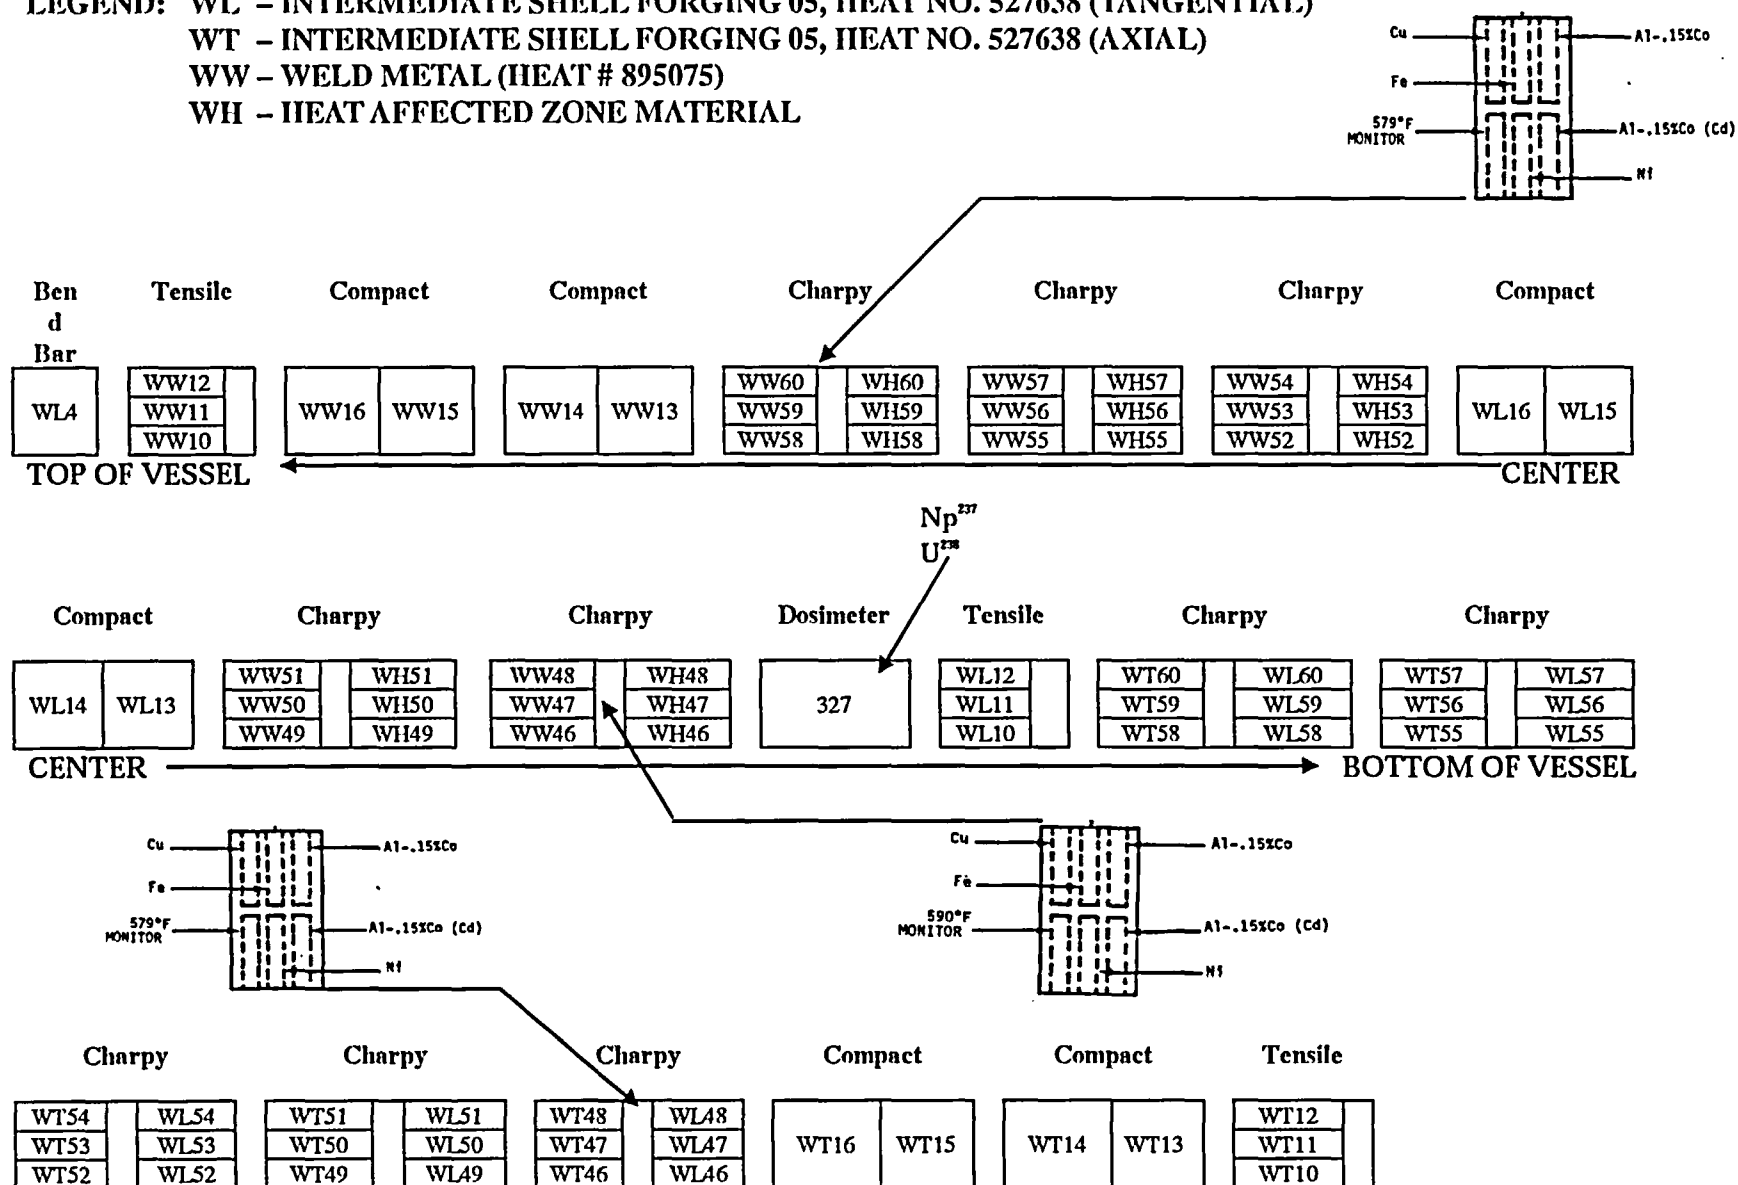 LEGEND: WL – INTERMEDIATE SHELL FORGING 05, HEAT NO. 527638 (TANGENTIAL)
WT – INTERMEDIATE SHELL FORGING 05, HEAT NO. 527638 (AXIAL)
WW – WELD METAL (HEAT # 895075)
WH – HEAT AFFECTED ZONE MATERIAL
Cu Al-.15%Co
Fe
579°F MONITOR Al-.15%Co (Cd)
Ni
Ben d Bar Tensile Compact Compact Charpy Charpy Charpy Compact
WW12 WW60 WH60 WW57 WH57 WW54 WH54
WL4 WW11 WW16 WW15 WW14 WW13 WW59 WH59 WW56 WH56 WW53 WH53 WL16 WL15
WW10 WW58 WH58 WW55 WH55 WW52 WH52
TOP OF VESSEL CENTER
Np237
U238
Compact Charpy Charpy Dosimeter Tensile Charpy Charpy
WW51 WH51 WW48 WH48 WL12 WT60 WL60 WT57 WL57
WL14 WL13 WW50 WH50 WW47 WH47 327 WL11 WT59 WL59 WT56 WL56
WW49 WH49 WW46 WH46 WL10 WT58 WL58 WT55 WL55
CENTER BOTTOM OF VESSEL
Cu Al-.15%Co Cu Al-.15%Co
Fe Fe
579°F MONITOR Al-.15%Co (Cd) 590°F MONITOR Al-.15%Co (Cd)
Ni Ni
Charpy Charpy Charpy Compact Compact Tensile
WT54 WL54 WT51 WL51 WT48 WL48 WT12
WT53 WL53 WT50 WL50 WT47 WL47 WT16 WT15 WT14 WT13 WT11
WT52 WL52 WT49 WL49 WT46 WL46 WT10